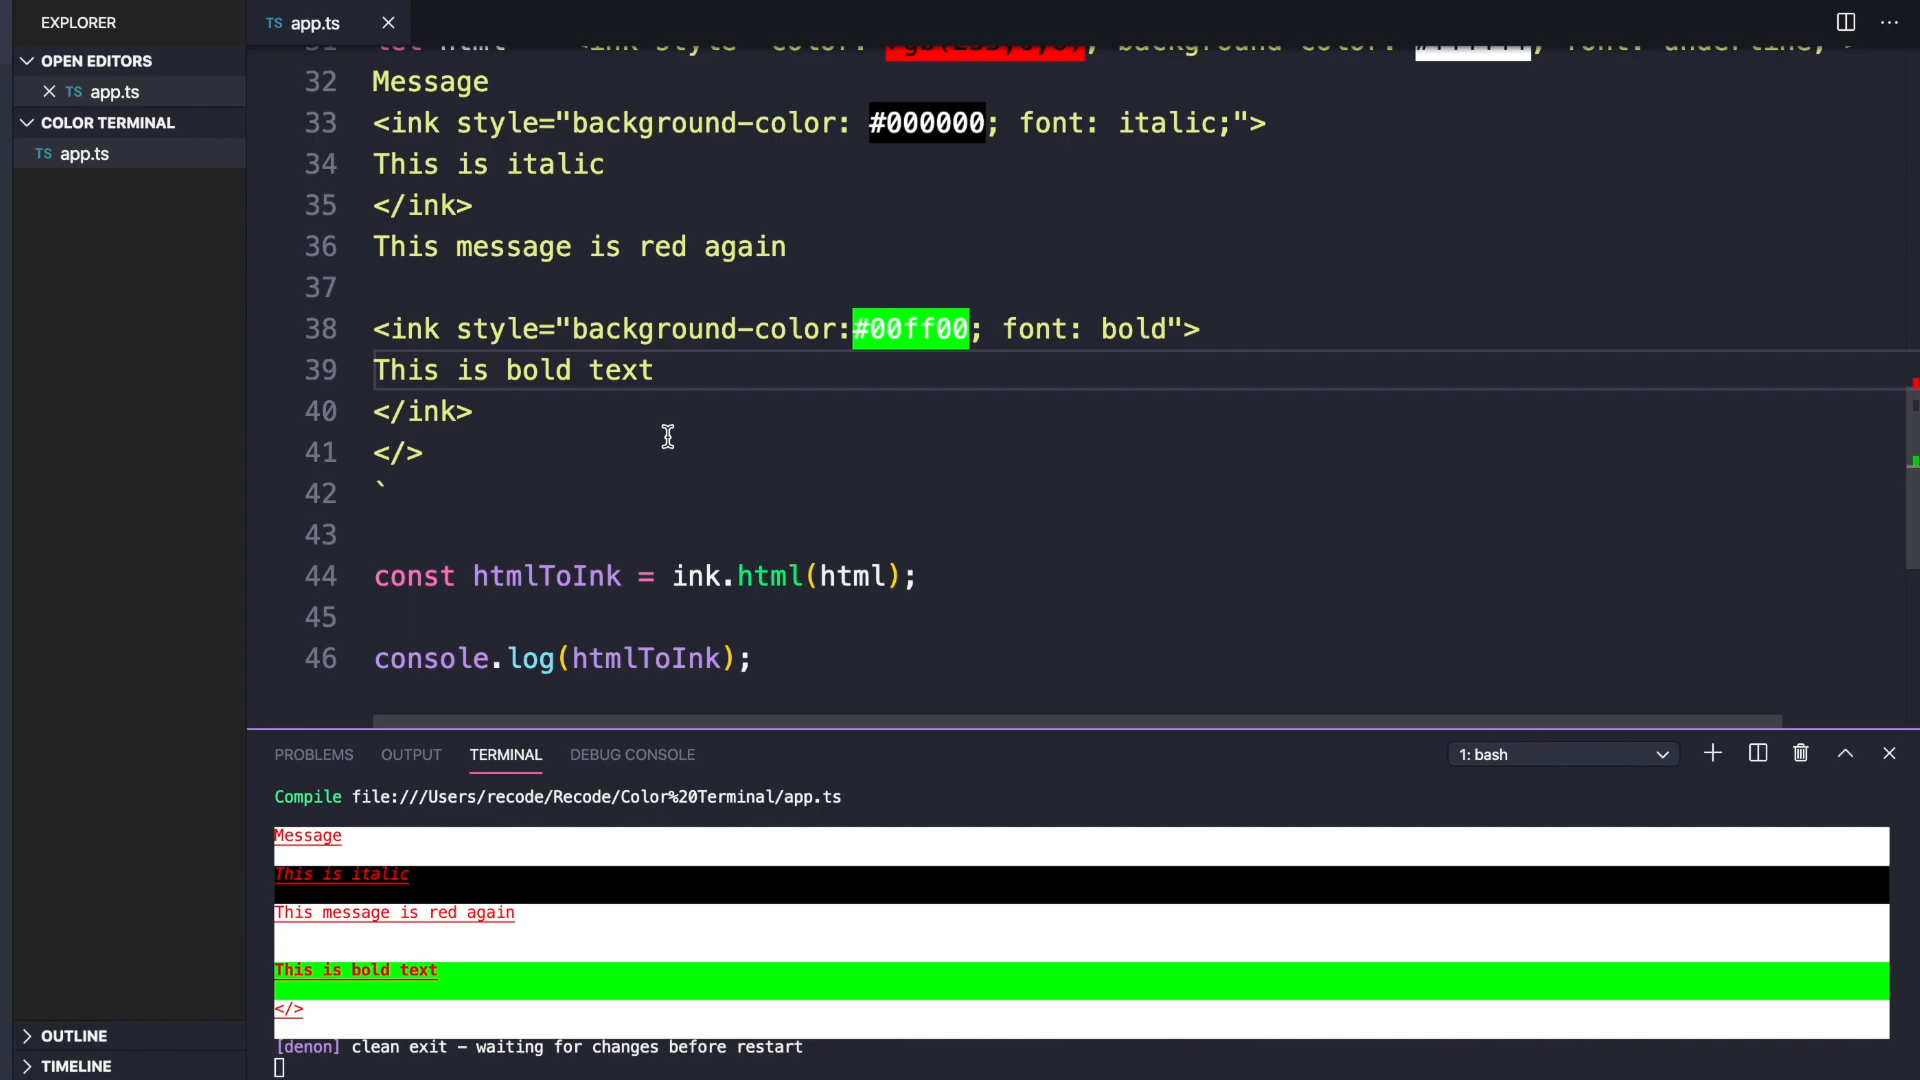 EXPLORER
TS app.ts
OPEN EDITORS
TS app.ts
COLOR TERMINAL
TS app.ts
32 Message
33 <ink style="background-color: #000000; font: italic;">
34 This is italic
35 </ink>
36 This message is red again
37
38 <ink style="background-color:#00ff00; font: bold">
39 This is bold text
40 </ink>
41 </>
42 `
43
44 const htmlToInk = ink.html(html);
45
46 console.log(htmlToInk);
PROBLEMS OUTPUT TERMINAL DEBUG CONSOLE 1: bash
Compile file:///Users/recode/Recode/Color%20Terminal/app.ts
Message
This is italic
This message is red again
This is bold text
</>
[denon] clean exit - waiting for changes before restart
OUTLINE
TIMELINE